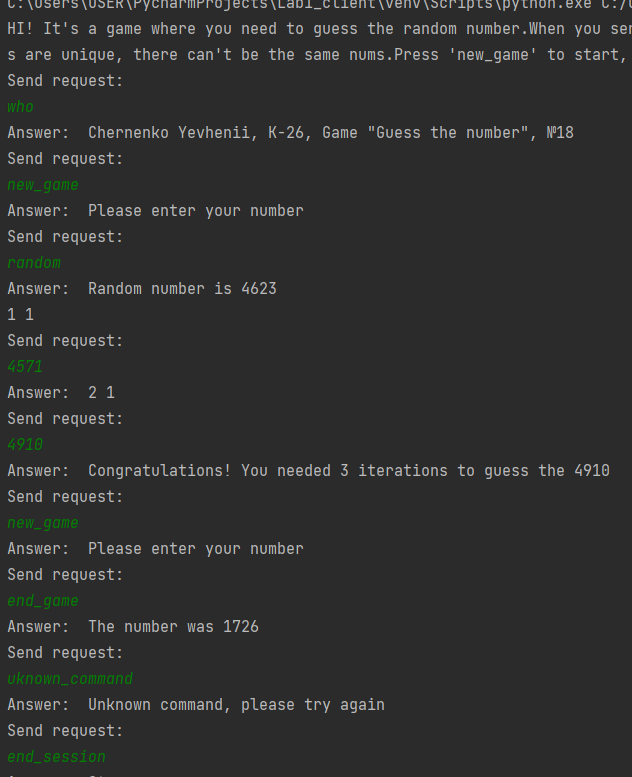 C:\Users\USER\PycharmProjects\Lab1_client\venv\Scripts\python.exe
HI! It's a game where you need to guess the random number.When you
s are unique, there can't be the same nums.Press 'new_game' to start,
Send request:
who
Answer:  Chernenko Yevhenii, K-26, Game "Guess the number", №18
Send request:
new_game
Answer:  Please enter your number
Send request:
random
Answer:  Random number is 4623
1 1
Send request:
4571
Answer:  2 1
Send request:
4910
Answer:  Congratulations! You needed 3 iterations to guess the 4910
Send request:
new_game
Answer:  Please enter your number
Send request:
end_game
Answer:  The number was 1726
Send request:
uknown_command
Answer:  Unknown command, please try again
Send request:
end_session